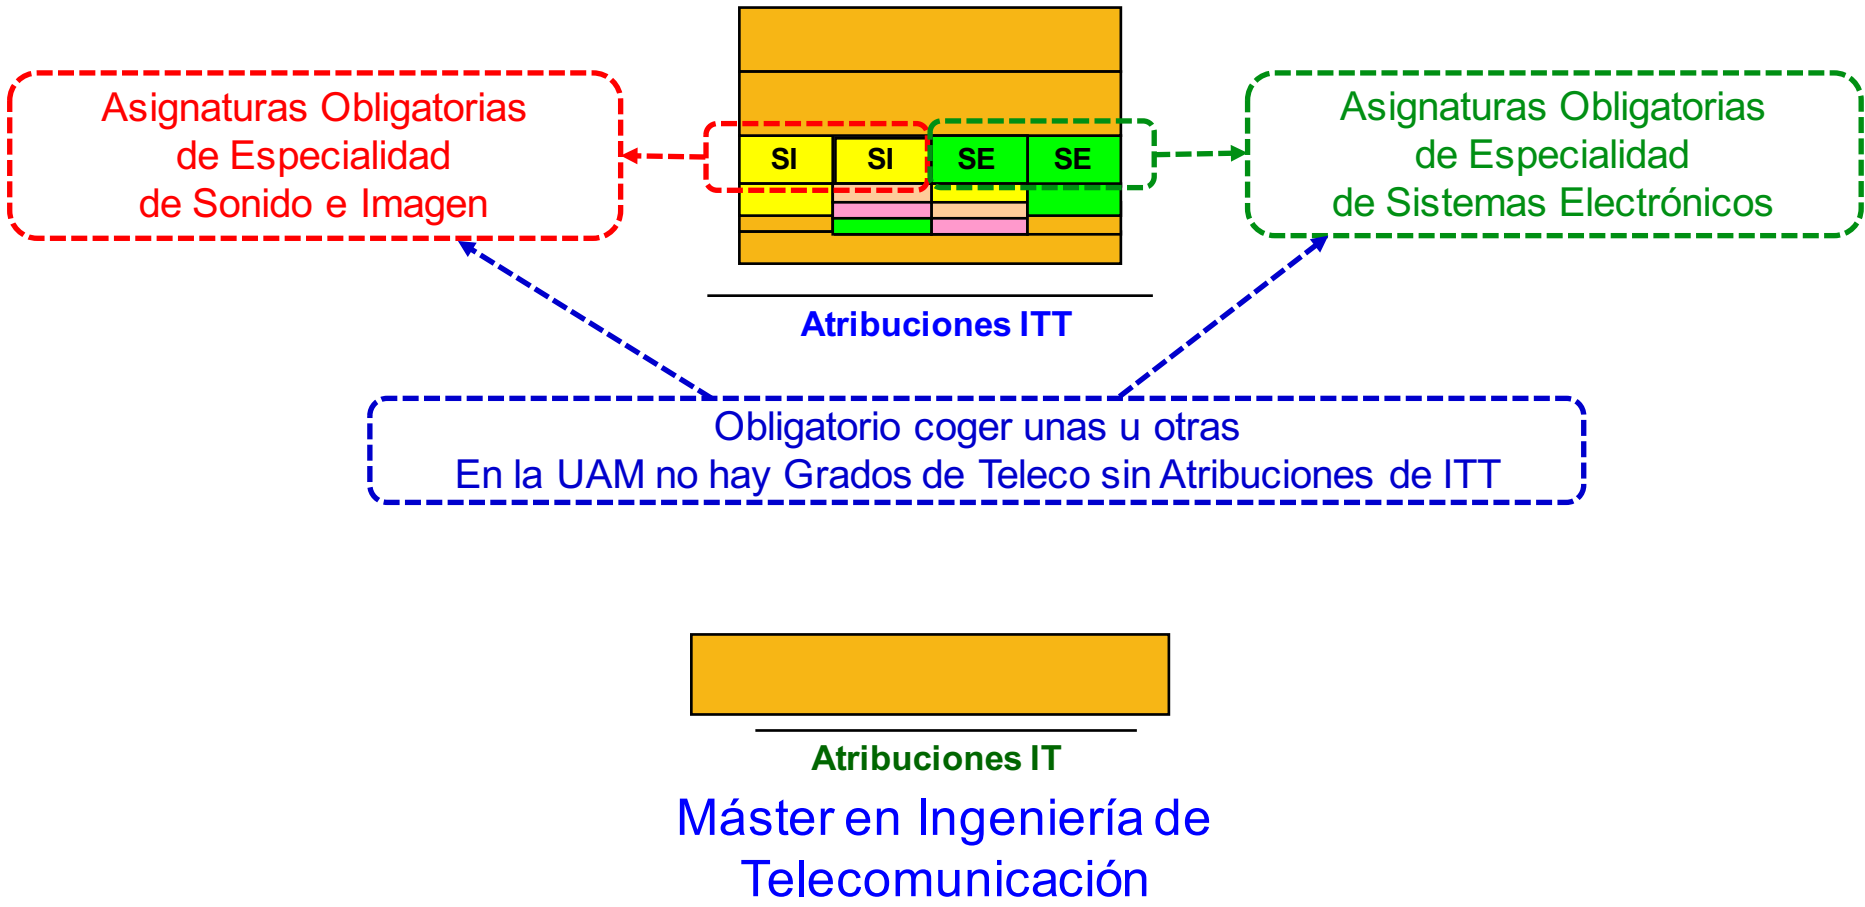 Asignaturas Obligatorias
de Especialidad
de Sonido e Imagen
SI SI SE SE
Asignaturas Obligatorias
de Especialidad
de Sistemas Electrónicos
Atribuciones ITT
Obligatorio coger unas u otras
En la UAM no hay Grados de Teleco sin Atribuciones de ITT
Atribuciones IT
Máster en Ingeniería de
Telecomunicación